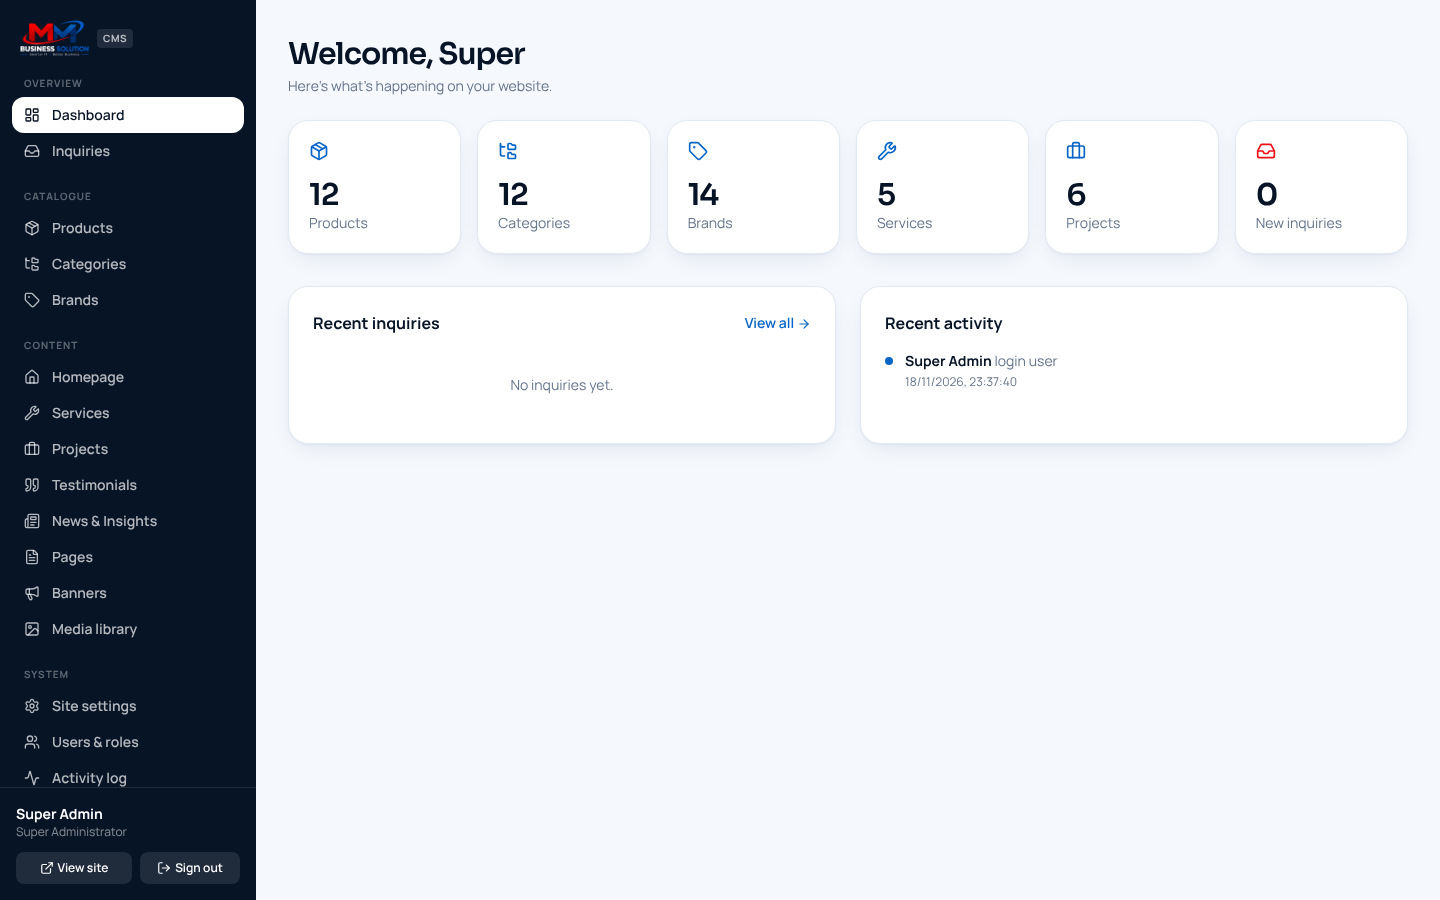 MMP
BUSINESS SOLUTION
CMS
OVERVIEW
Dashboard
Inquiries
CATALOGUE
Products
Categories
Brands
CONTENT
Homepage
Services
Projects
Testimonials
News & Insights
Pages
Banners
Media library
SYSTEM
Site settings
Users & roles
Activity log
Super Admin
Super Administrator
View site
Sign out
Welcome, Super
Here's what's happening on your website.
12
Products
12
Categories
14
Brands
5
Services
6
Projects
0
New inquiries
Recent inquiries
View all
No inquiries yet.
Recent activity
Super Admin login user
18/11/2026, 23:37:40